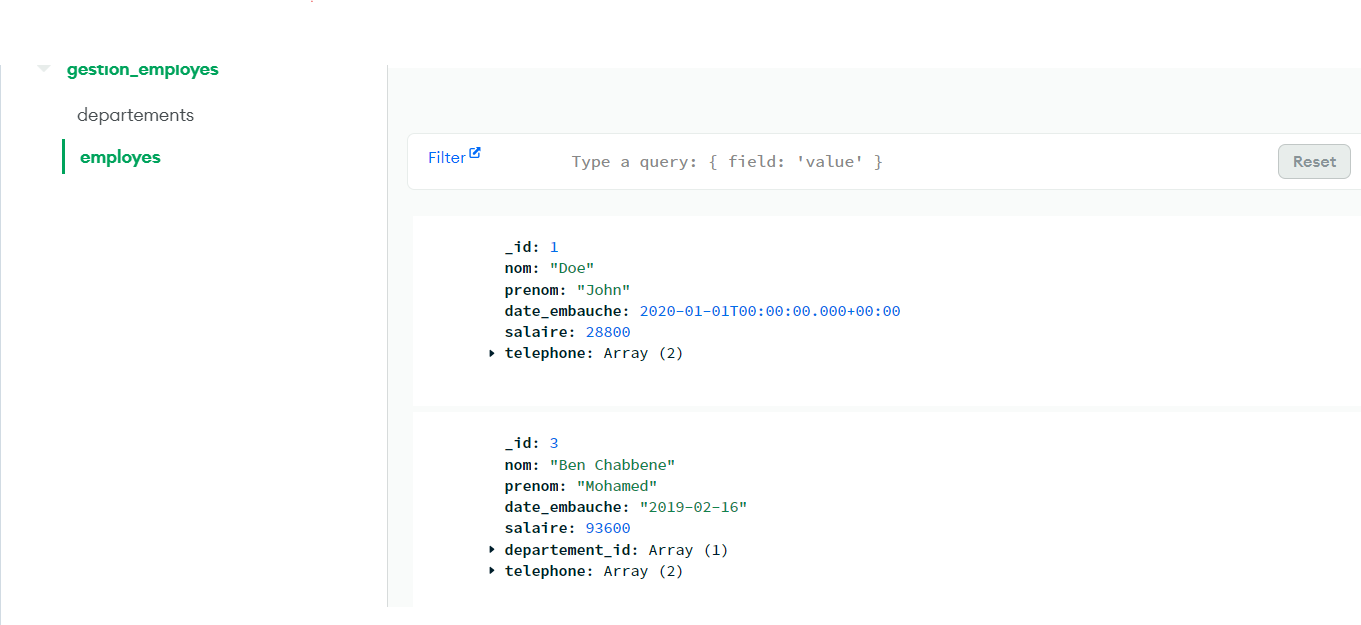 gestion_employes
departements
employes
Filter
Type a query: { field: 'value' }
Reset
_id: 1
nom: "Doe"
prenom: "John"
date_embauche: 2020-01-01T00:00:00.000+00:00
salaire: 28800
telephone: Array (2)
_id: 3
nom: "Ben Chabbene"
prenom: "Mohamed"
date_embauche: "2019-02-16"
salaire: 93600
departement_id: Array (1)
telephone: Array (2)